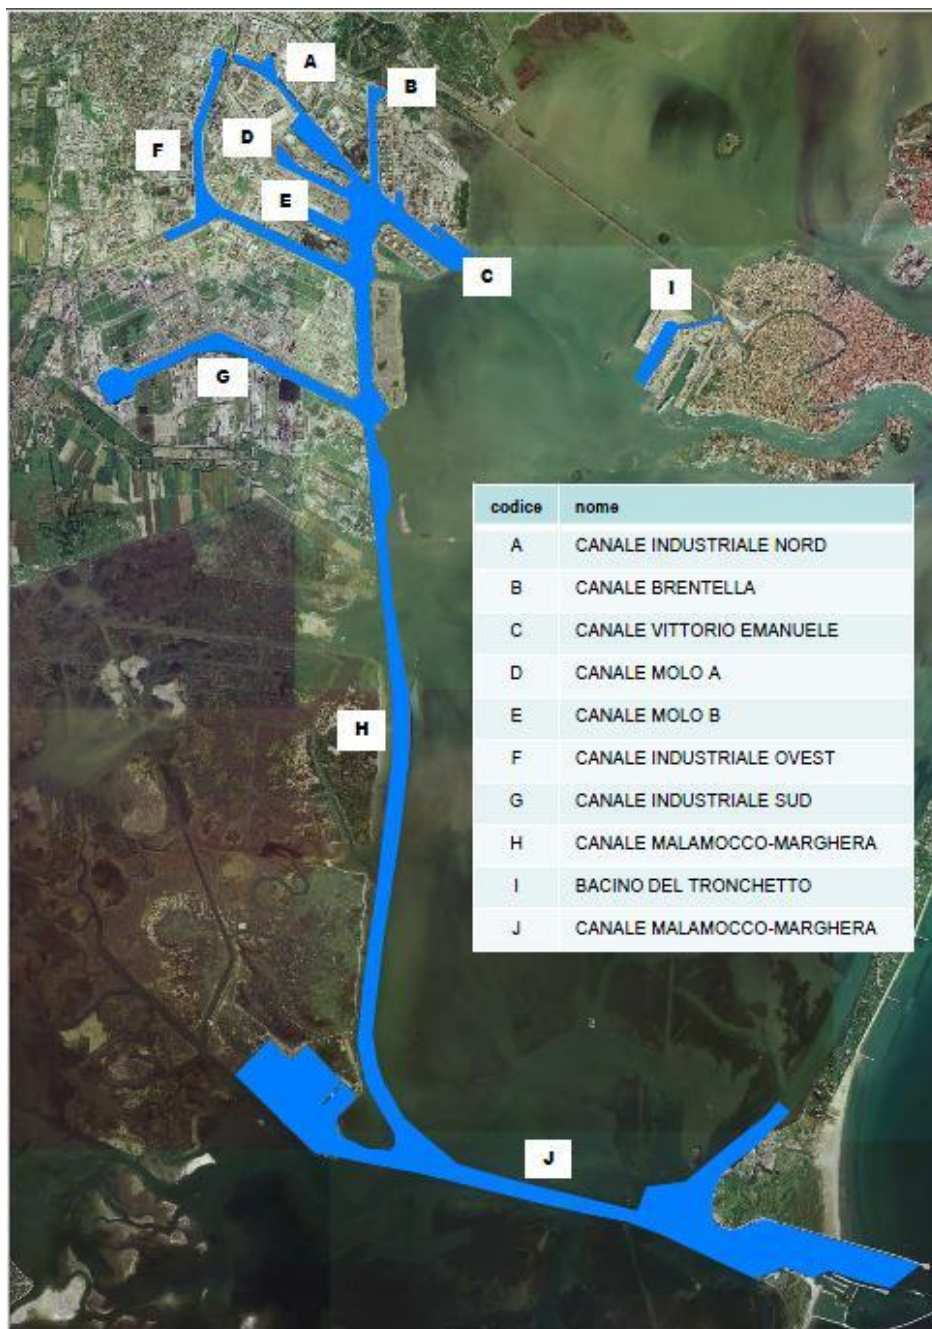 A
B
D
F
E
C
I
G
codice nome
A CANALE INDUSTRIALE NORD
B CANALE BRENTELLA
C CANALE VITTORIO EMANUELE
D CANALE MOLO A
E CANALE MOLO B
F CANALE INDUSTRIALE OVEST
G CANALE INDUSTRIALE SUD
H CANALE MALAMOCCO-MARGHERA
I BACINO DEL TRONCHETTO
J CANALE MALAMOCCO-MARGHERA
H
J